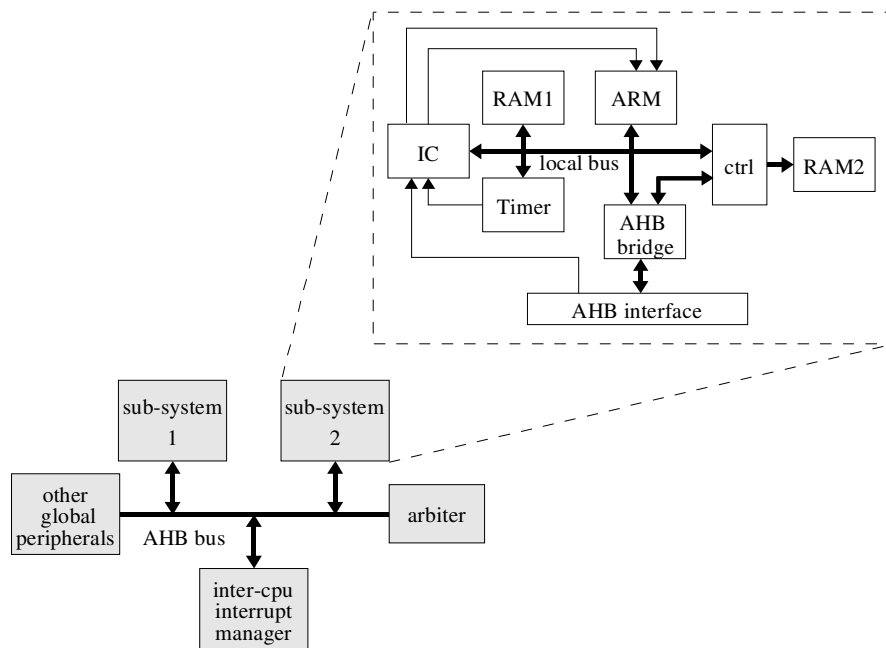 RAM1
ARM
IC
local bus
ctrl
RAM2
Timer
AHB
bridge
AHB interface
sub-system
1
sub-system
2
other
global
peripherals
AHB bus
arbiter
inter-cpu
interrupt
manager